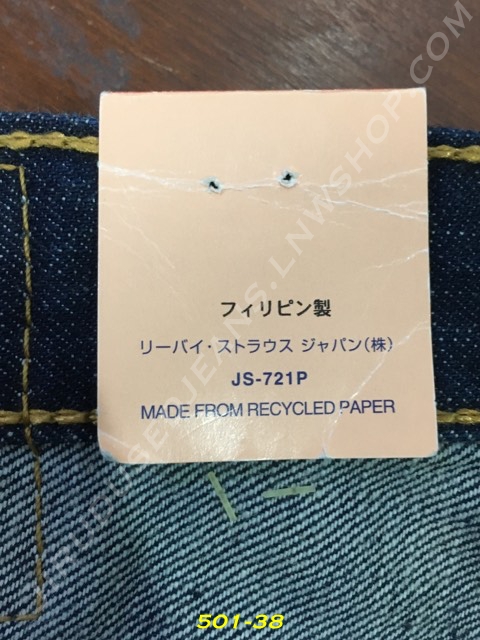 フィリピン製
リーバイ・ストラウス ジャパン(株)
JS-721P
MADE FROM RECYCLED PAPER
501-38